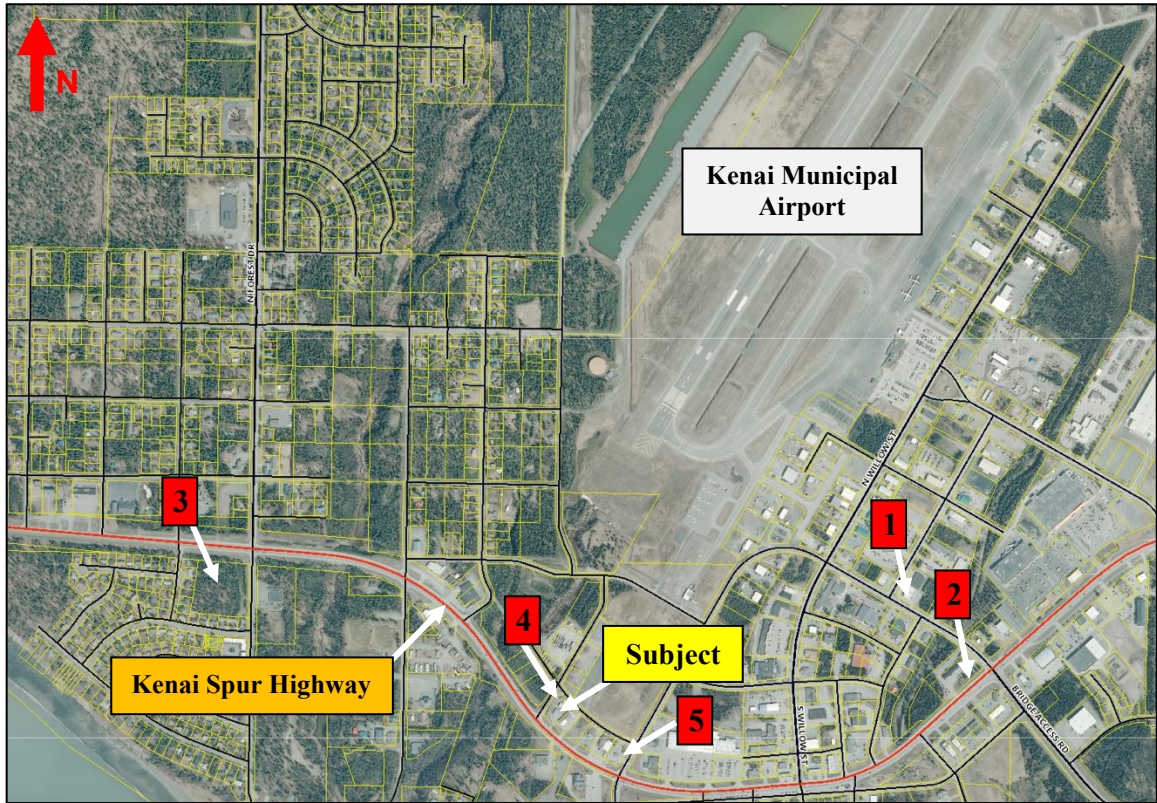 N
Kenai Municipal
Airport
N FOREST DR
N WILLOW ST
3
1
2
4
Subject
Kenai Spur Highway
5
S WILLOW ST
BRIDGE ACCESS RD